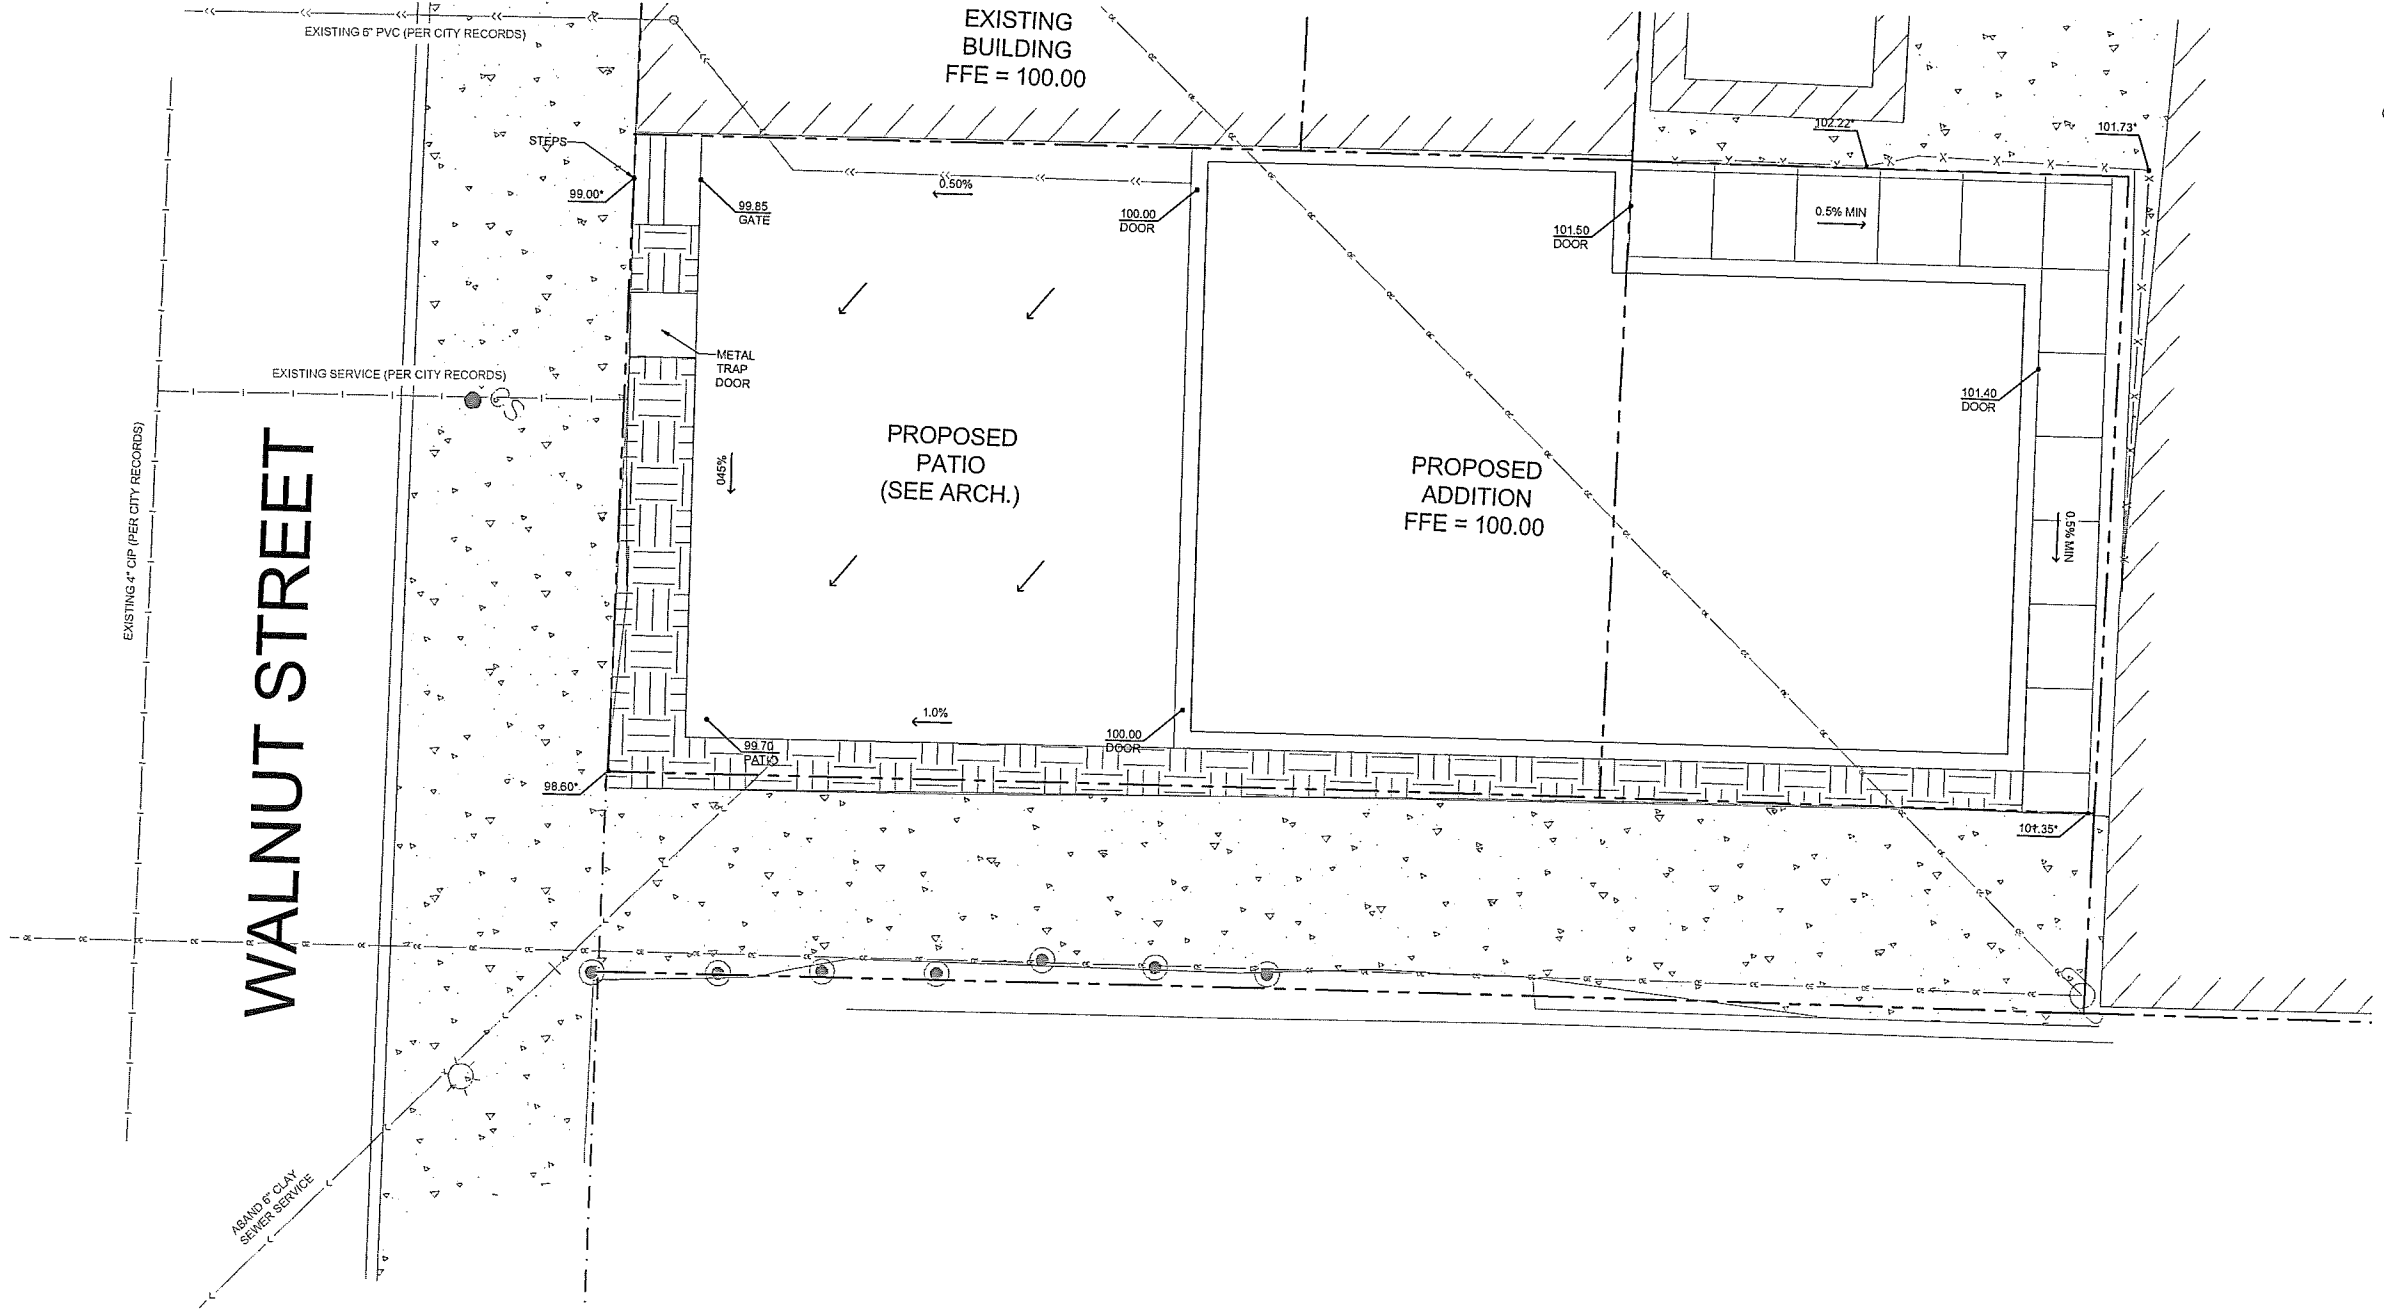 EXISTING 6" PVC (PER CITY RECORDS)
EXISTING
BUILDING
FFE = 100.00
STEPS
99.00*
99.85
GATE
0.50%
100.00
DOOR
101.50
DOOR
102.22*
101.73*
0.5% MIN
METAL
TRAP
DOOR
EXISTING SERVICE (PER CITY RECORDS)
CS
101.40
DOOR
EXISTING 4" CIP (PER CITY RECORDS)
WALNUT STREET
045%
PROPOSED
PATIO
(SEE ARCH.)
PROPOSED
ADDITION
FFE = 100.00
0.5% MIN
1.0%
99.70
PATIO
100.00
DOOR
98.60*
101.35*
ABAND 6" CLAY
SEWER SERVICE